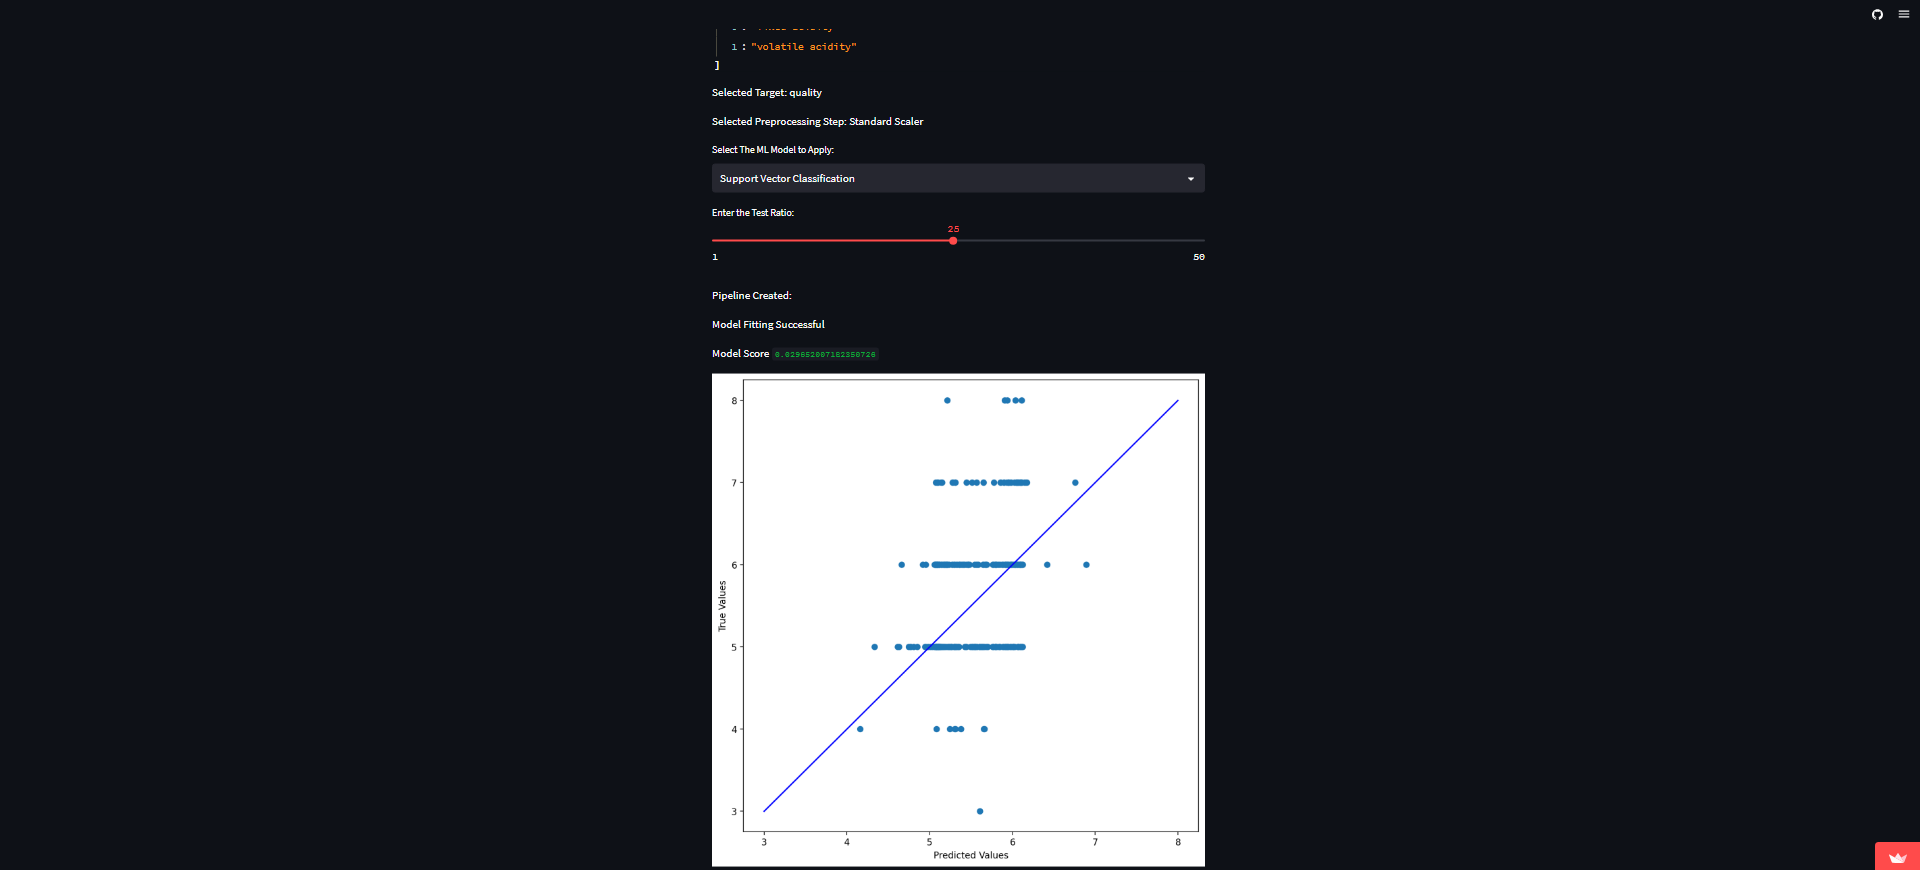 1 : "volatile acidity"
]
Selected Target: quality
Selected Preprocessing Step: Standard Scaler
Select The ML Model to Apply:
Support Vector Classification
Enter the Test Ratio:
25
1 50
Pipeline Created:
Model Fitting Successful
Model Score
8
7
6
5
4
3
True Values
3 4 5 6 7 8
Predicted Values